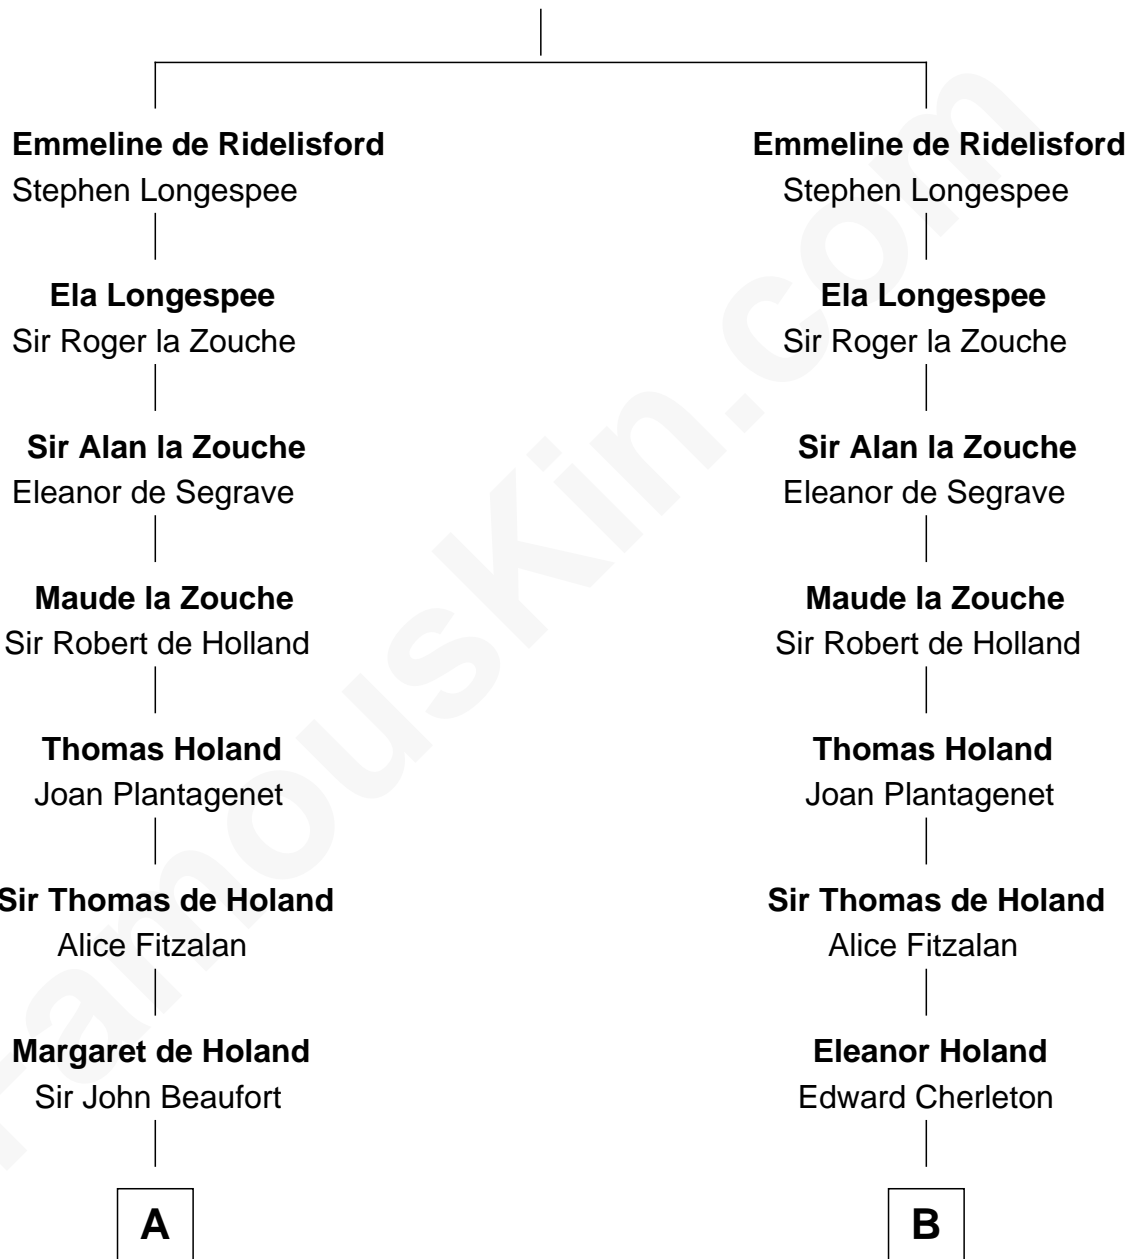 Emmeline de Ridelisford
Stephen Longespee
Ela Longespee
Sir Roger la Zouche
Sir Alan la Zouche
Eleanor de Segrave
Maude la Zouche
Sir Robert de Holland
Thomas Holand
Joan Plantagenet
Sir Thomas de Holand
Alice Fitzalan
Margaret de Holand
Sir John Beaufort
A
Emmeline de Ridelisford
Stephen Longespee
Ela Longespee
Sir Roger la Zouche
Sir Alan la Zouche
Eleanor de Segrave
Maude la Zouche
Sir Robert de Holland
Thomas Holand
Joan Plantagenet
Sir Thomas de Holand
Alice Fitzalan
Eleanor Holand
Edward Cherleton
B
FamousKin.com